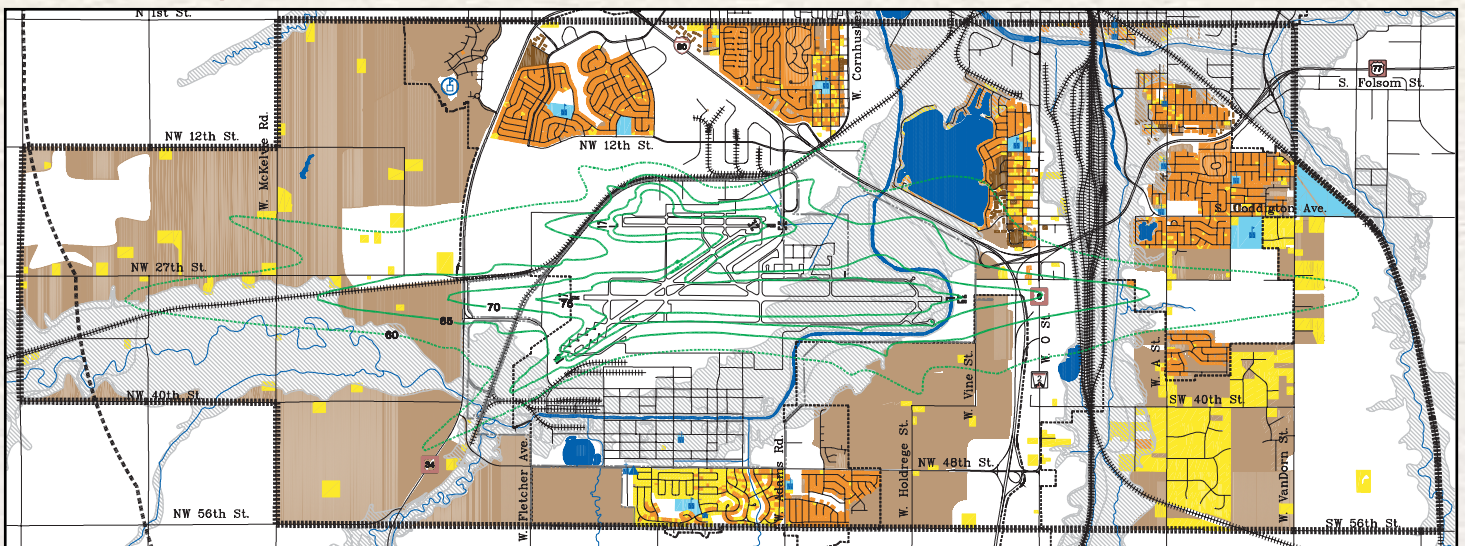 N 1st St.
W. Cornhusker
80
77
S. Folsom St.
W. McKelvie Rd.
NW 12th St.
NW 12th St.
S. Coddington Ave.
17
NW 27th St.
70
75
65
60
6
W. O St.
W. A St.
W. Vine St.
NW 40th St.
SW 40th St.
34
W. Fletcher Ave.
W. Adams Rd.
W. Holdrege St.
NW 48th St.
W. VanDorn St.
NW 56th St.
SW 56th St.